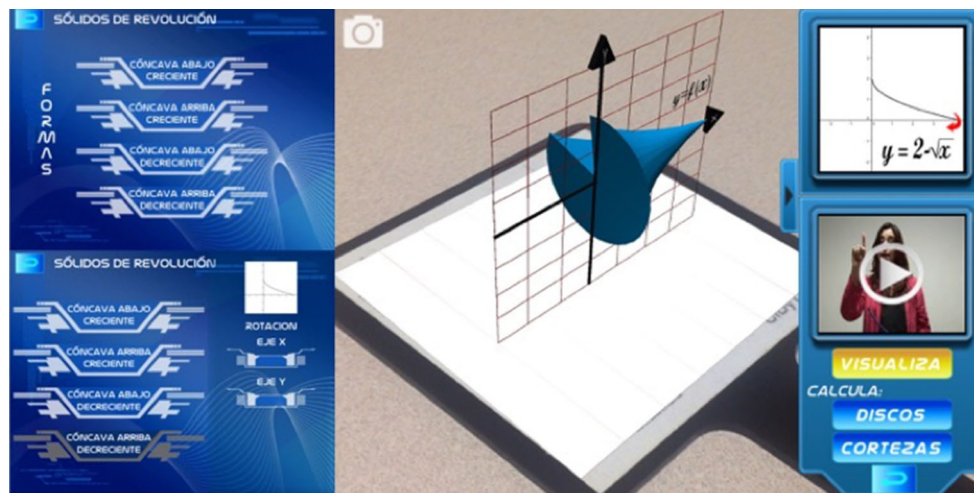 SÓLIDOS DE REVOLUCIÓN
FORMAS
CÓNCAVA ABAJO
CRECIENTE
CÓNCAVA ARRIBA
CRECIENTE
CÓNCAVA ABAJO
DECRECIENTE
CÓNCAVA ARRIBA
DECRECIENTE
SÓLIDOS DE REVOLUCIÓN
CÓNCAVA ABAJO
CRECIENTE
CÓNCAVA ARRIBA
CRECIENTE
CÓNCAVA ABAJO
DECRECIENTE
CÓNCAVA ARRIBA
DECRECIENTE
ROTACION
EJE X
EJE Y
y=f(x)
y = 2-√x
VISUALIZA
CALCULA:
DISCOS
CORTEZAS